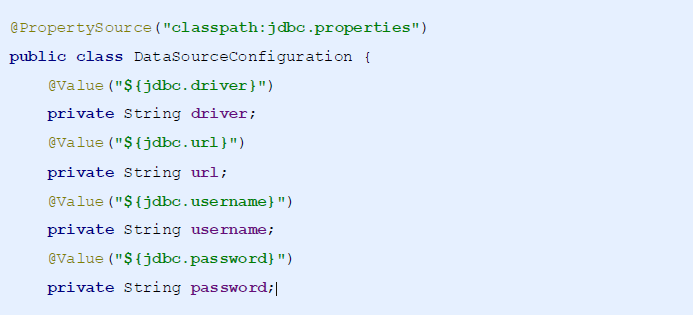 @PropertySource("classpath:jdbc.properties")
public class DataSourceConfiguration {
@Value("${jdbc.driver}")
private String driver;
@Value("${jdbc.url}")
private String url;
@Value("${jdbc.username}")
private String username;
@Value("${jdbc.password}")
private String password;